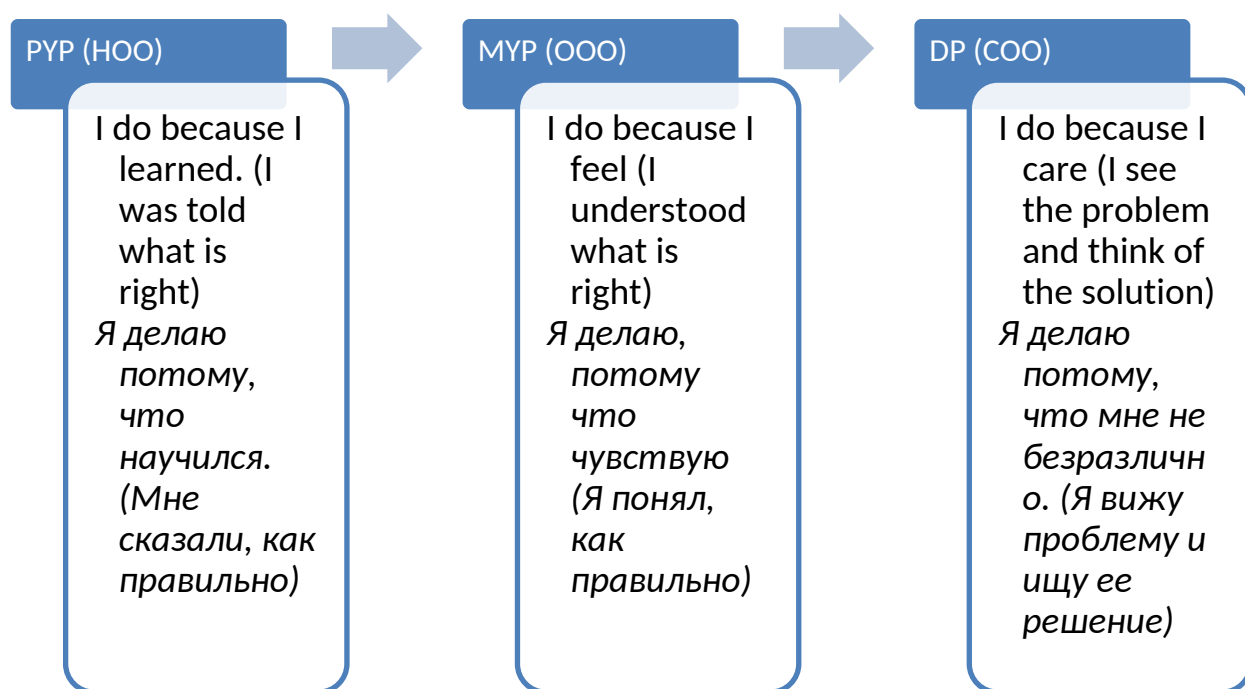 PYP (НОО)
I do because I
learned. (I
was told
what is
right)
Я делаю
потому,
что
научился.
(Мне
сказали, как
правильно)
MYP (ООО)
I do because I
feel (I
understood
what is
right)
Я делаю,
потому
что
чувствую
(Я понял,
как
правильно)
DP (СОО)
I do because I
care (I see
the problem
and think of
the solution)
Я делаю
потому,
что мне не
безразличн
о. (Я вижу
проблему и
ищу ее
решение)